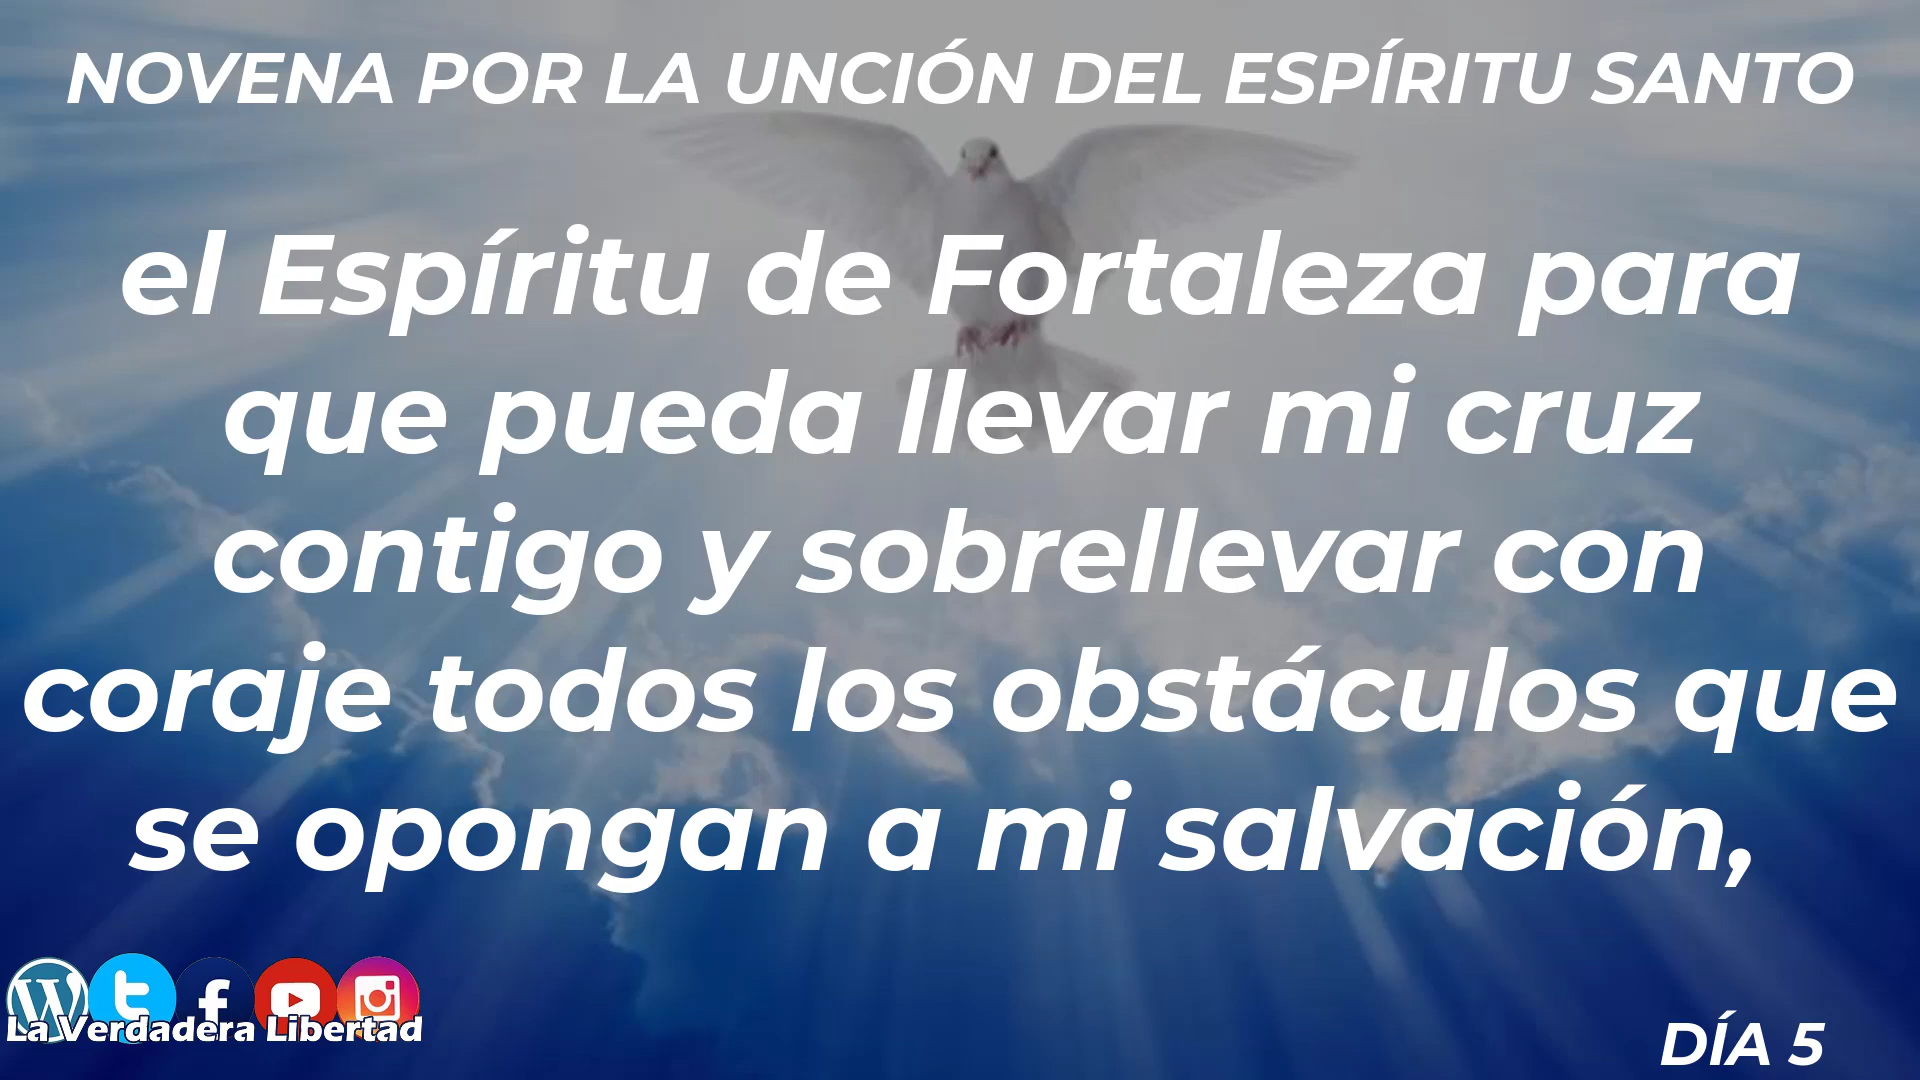 NOVENA POR LA UNCIÓN DEL ESPÍRITU SANTO
el Espíritu de Fortaleza para
que pueda llevar mi cruz
contigo y sobrellevar con
coraje todos los obstáculos que
se opongan a mi salvación,
La Verdadera Libertad
DÍA 5